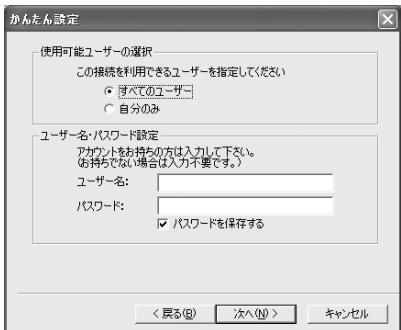 かんたん設定
使用可能ユーザーの選択
この接続を利用できるユーザーを指定してください
すべてのユーザー
自分のみ
ユーザー名・パスワード設定
アカウントをお持ちの方は入力して下さい。
(お持ちでない場合は入力不要です。)
ユーザー名:
パスワード:
パスワードを保存する
< 戻る(B)
次へ(N) >
キャンセル